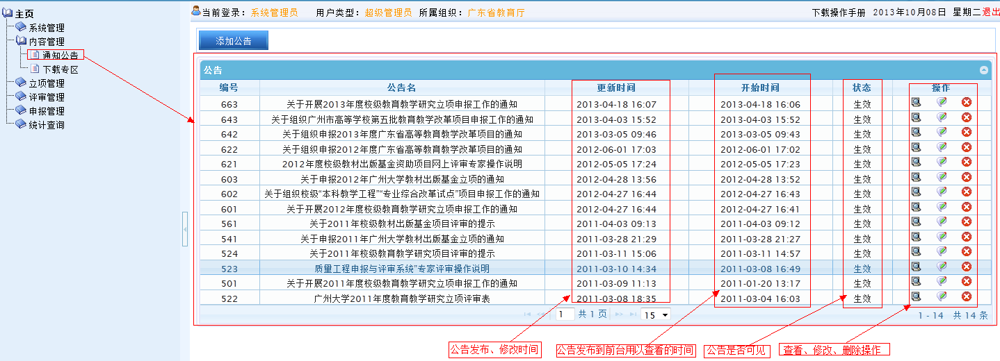 主页
系统管理
内容管理
通知公告
下载专区
立项管理
评审管理
申报管理
统计查询
当前登录：系统管理员 用户类型：超级管理员 所属组织：广东省教育厅 下载操作手册 2013年10月08日 星期二退出
添加公告
公告
编号 公告名 更新时间 开始时间 状态 操作
663 关于开展2013年度校级教育教学研究立项申报工作的通知 2013-04-18 16:07 2013-04-18 16:06 生效
643 关于组织广州市高等学校第五批教育教学改革项目申报工作的通知 2013-04-03 15:52 2013-04-03 15:52 生效
642 关于组织申报2013年度广东省高等教育教学改革项目的通知 2013-03-05 09:46 2013-03-05 09:43 生效
622 关于组织申报2012年度广东省高等教育教学改革项目的通知 2012-06-01 17:03 2012-06-01 17:02 生效
621 2012年度校级教材出版基金资助项目网上评审专家操作说明 2012-05-05 17:24 2012-05-05 17:23 生效
603 关于申报2012年广州大学教材出版基金立项的通知 2012-04-28 13:56 2012-04-28 13:52 生效
602 关于组织校级“本科教学工程”“专业综合改革试点”项目申报工作的通知 2012-04-27 16:44 2012-04-27 16:43 生效
601 关于开展2012年度校级教育教学研究立项申报工作的通知 2012-04-27 16:44 2012-04-27 16:41 生效
561 关于2011年校级教材出版基金项目评审的提示 2011-04-03 09:13 2011-04-03 09:12 生效
541 关于申报2011年广州大学教材出版基金立项的通知 2011-03-28 21:29 2011-03-28 21:27 生效
524 关于2011年校级教育教学研究项目评审的提示 2011-03-11 15:06 2011-03-11 14:57 生效
523 质量工程申报与评审系统”专家评审操作说明 2011-03-10 14:34 2011-03-08 16:49 生效
501 关于开展2011年度校级教育教学研究立项申报工作的通知 2011-03-09 11:13 2011-01-20 13:17 生效
522 广州大学2011年度教育教学研究立项评审表 2011-03-08 18:35 2011-03-04 16:03 生效
1 共 1 页 15 1 - 14 共 14 条
公告发布、修改时间 公告发布到前台用以查看的时间 公告是否可见 查看、修改、删除操作